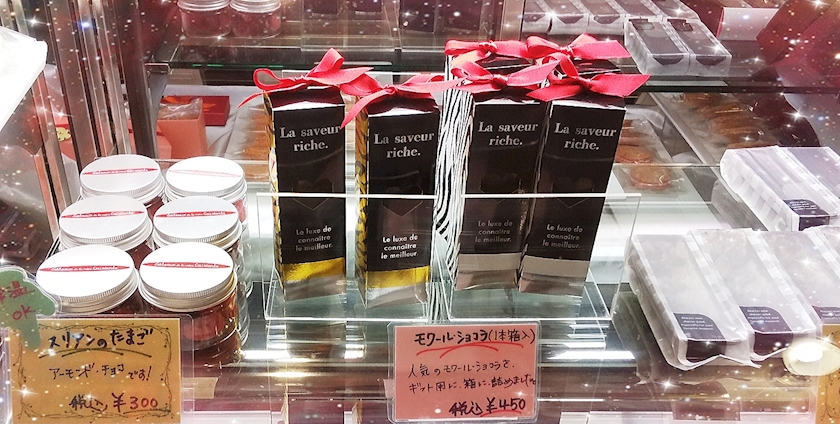 La saveur
riche.
Le luxe de
connaître
le meilleur.
La saveur
riche.
Le luxe de
connaître
le meilleur.
La saveur
riche.
Le luxe de
connaître
le meilleur.
La saveur
riche.
Le luxe de
connaître
le meilleur.
OK
スリアンのたまご
アーモンド・チョコです!
税込¥300
モワール・ショコラ(1本箱入)
人気のモワール・ショコラを、
ギフト用に、箱に、詰めました
税込¥450